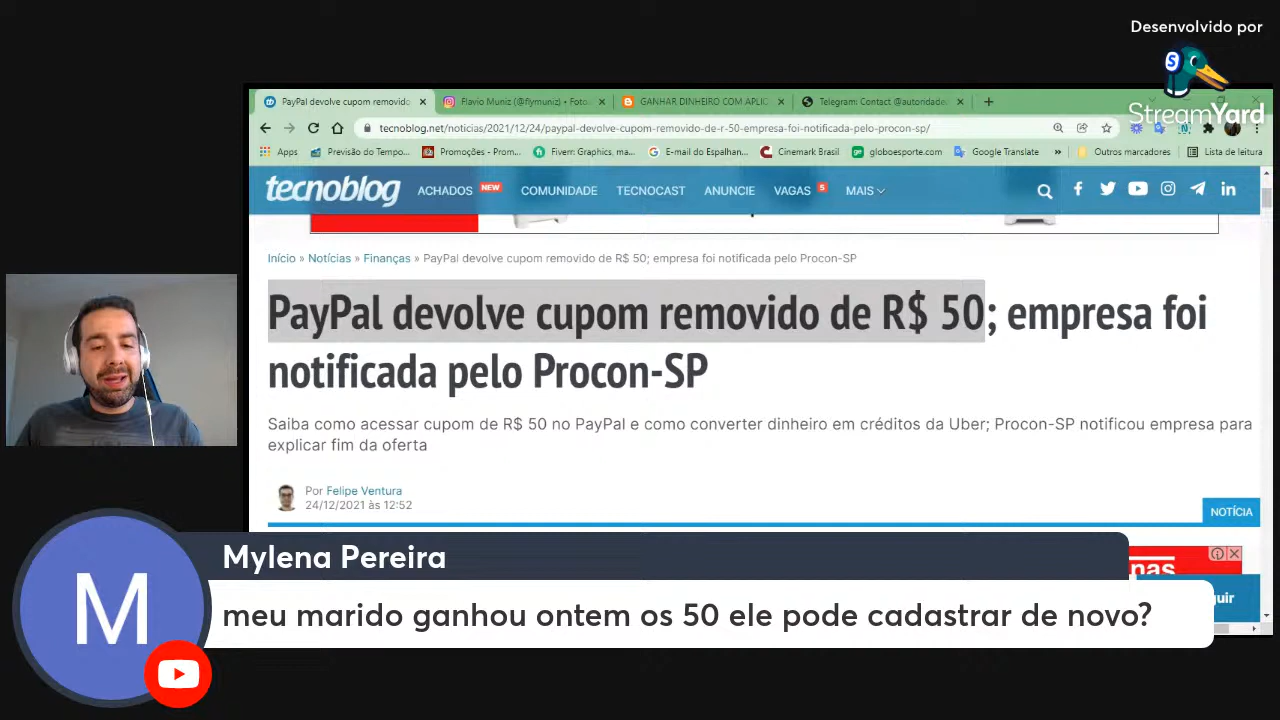 Desenvolvido por
StreamYard
PayPal devolve cupom removido
Flavio Muniz (@flymuniz) • Foto
GANHAR DINHEIRO COM APLIC
Telegram: Contact @autoridade
tecnoblog.net/noticias/2021/12/24/paypal-devolve-cupom-removido-de-r-50-empresa-foi-notificada-pelo-procon-sp/
Apps Previsão do Tempo... Promoções - Prom... Fivem Graphics, ma... E-mail do Espalhan... Cinemark Brasil globoesporte.com Google Translate » Outros marcadores Lista de leitura
tecnoblog ACHADOS NEW COMUNIDADE TECNOCAST ANUNCIE VAGAS 5 MAIS
Início » Notícias » Finanças » PayPal devolve cupom removido de R$ 50; empresa foi notificada pelo Procon-SP
PayPal devolve cupom removido de R$ 50; empresa foi
notificada pelo Procon-SP
Saiba como acessar cupom de R$ 50 no PayPal e como converter dinheiro em créditos da Uber; Procon-SP notificou empresa para
explicar fim da oferta
Por Felipe Ventura
24/12/2021 às 12:52
NOTÍCIA
M
Mylena Pereira
meu marido ganhou ontem os 50 ele pode cadastrar de novo?